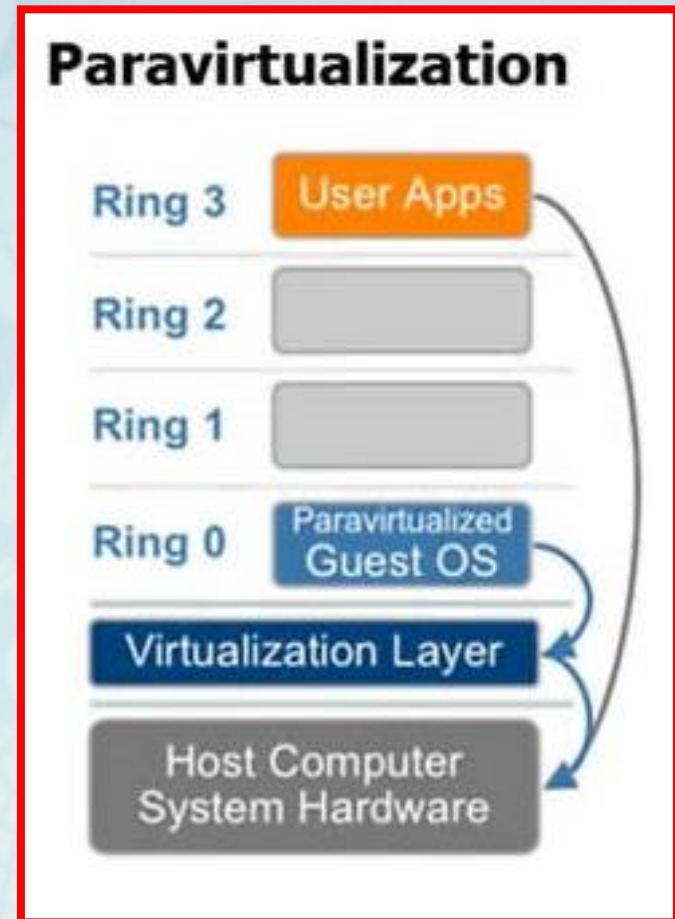 Paravirtualization
Ring 3
User Apps
Ring 2
Ring 1
Ring 0
Paravirtualized
Guest OS
Virtualization Layer
Host Computer
System Hardware